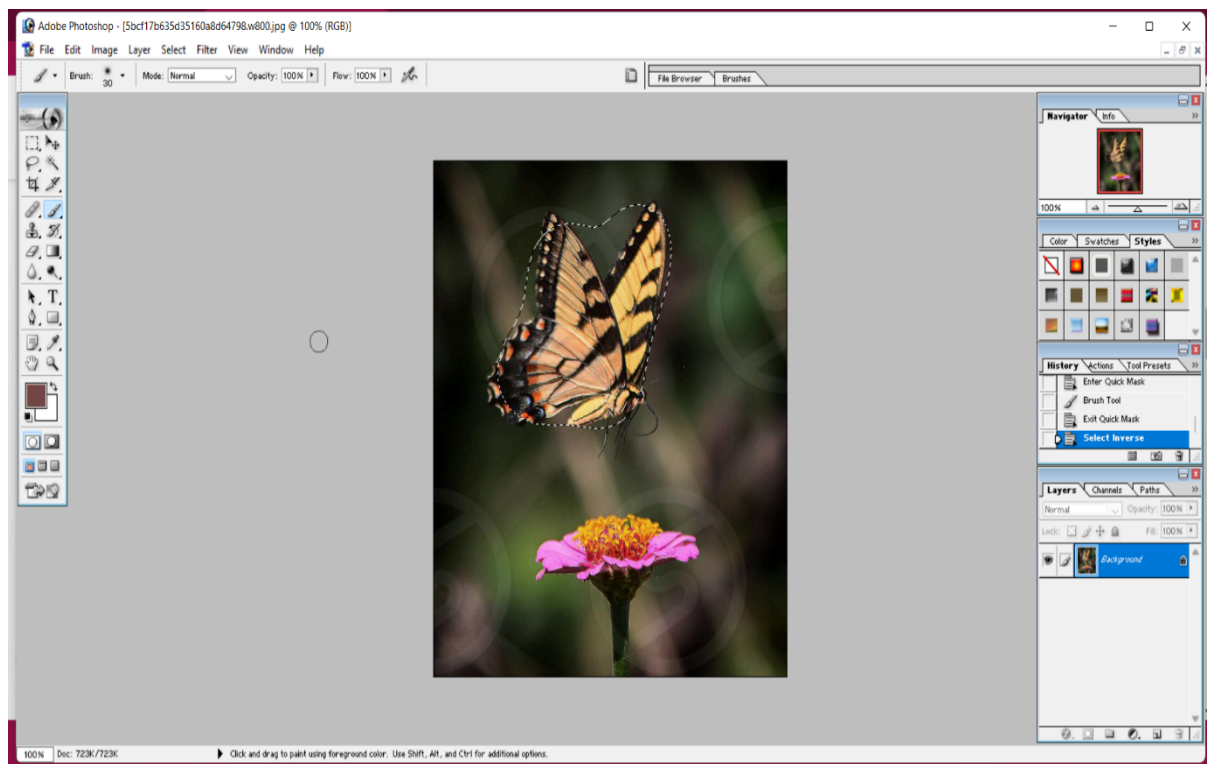 Adobe Photoshop - [5bcf17b635d35160a8d64798.w800.jpg @ 100% (RGB)]
File Edit Image Layer Select Filter View Window Help
Brush: 30 Mode: Normal Opacity: 100% Flow: 100% File Browser Brushes
Navigator Info
100%
Color Swatches Styles
History Actions Tool Presets
Enter Quick Mask
Brush Tool
Exit Quick Mask
Select Inverse
Layers Channels Paths
Normal Opacity: 100%
Lock: Fill: 100%
Background
100% Doc: 723K/723K Click and drag to paint using foreground color. Use Shift, Alt, and Ctrl for additional options.